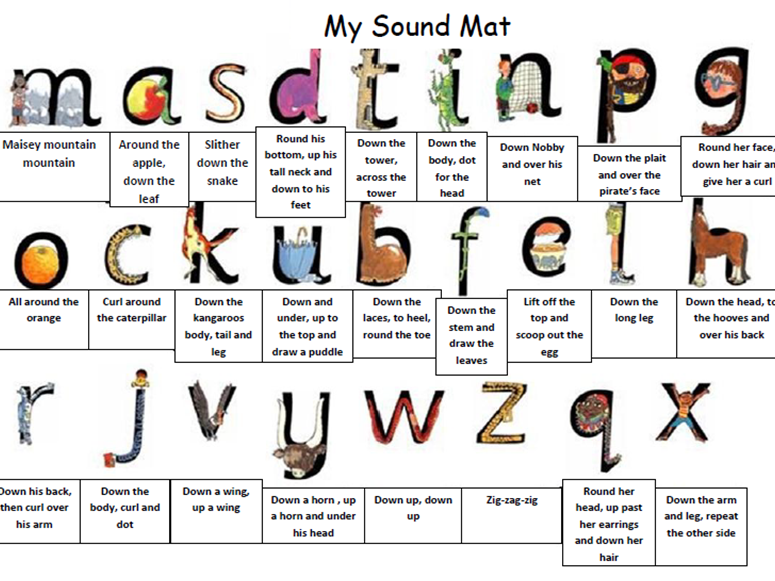 My Sound Mat
m a s d t i n p g
Maisey mountain
mountain
Around the
apple,
down the
leaf
Slither
down the
snake
Round his
bottom, up his
tall neck and
down to his
feet
Down the
tower,
across the
tower
Down the
body, dot
for the
head
Down Nobby
and over his
net
Down the plait
and over the
pirate's face
Round her face,
down her hair an
give her a curl
o c k u b f e l h
All around the
orange
Curl around
the caterpillar
Down the
kangaroos
body, tail and
leg
Down and
under, up to
the top and
draw a puddle
Down the
laces, to heel,
round the toe
Down the
stem and
draw the
leaves
Lift off the
top and
scoop out the
egg
Down the
long leg
Down the head, to
the hooves and
over his back
r j v y w z q x
Down his back,
then curl over
his arm
Down the
body, curl and
dot
Down a wing,
up a wing
Down a horn , up
a horn and under
his head
Down up, down
up
Zig-zag-zig
Round her
head, up past
her earrings
and down her
hair
Down the arm
and leg, repeat
the other side